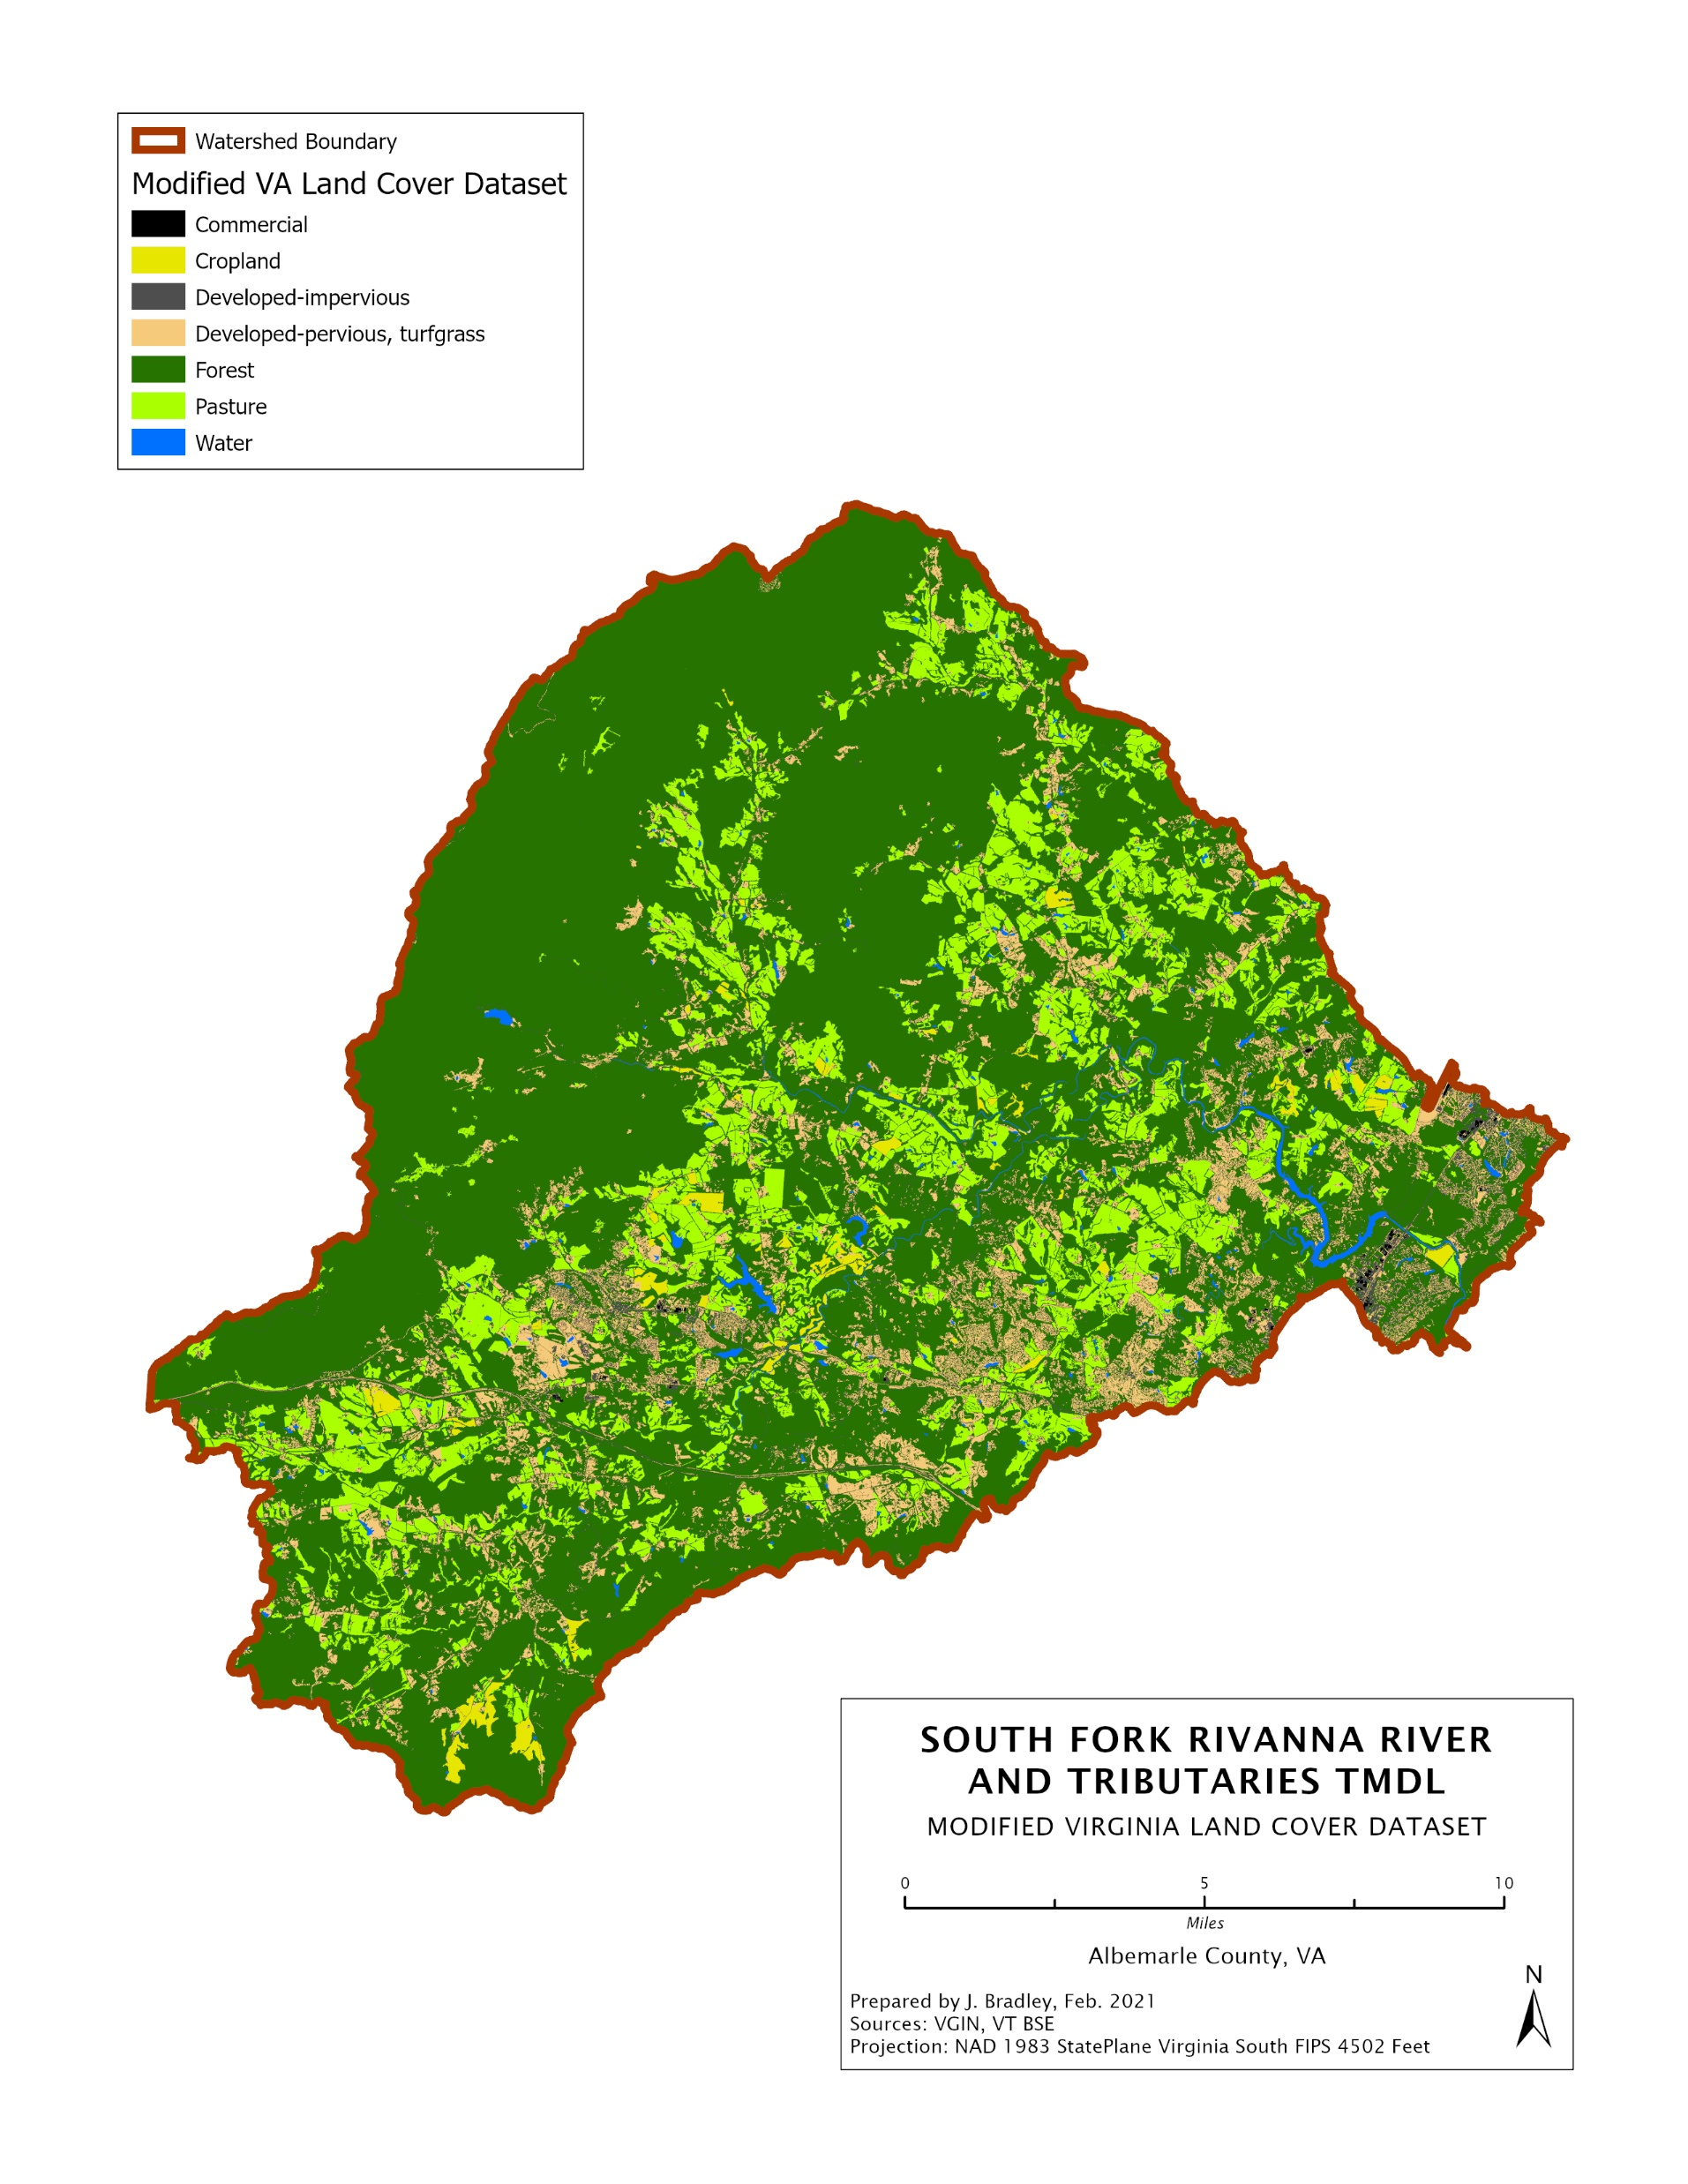 Watershed Boundary
Modified VA Land Cover Dataset
Commercial
Cropland
Developed-impervious
Developed-pervious, turfgrass
Forest
Pasture
Water
SOUTH FORK RIVANNA RIVER
AND TRIBUTARIES TMDL
MODIFIED VIRGINIA LAND COVER DATASET
0 5 10
Miles
Albemarle County, VA
N
Prepared by J. Bradley, Feb. 2021
Sources: VGIN, VT BSE
Projection: NAD 1983 StatePlane Virginia South FIPS 4502 Feet